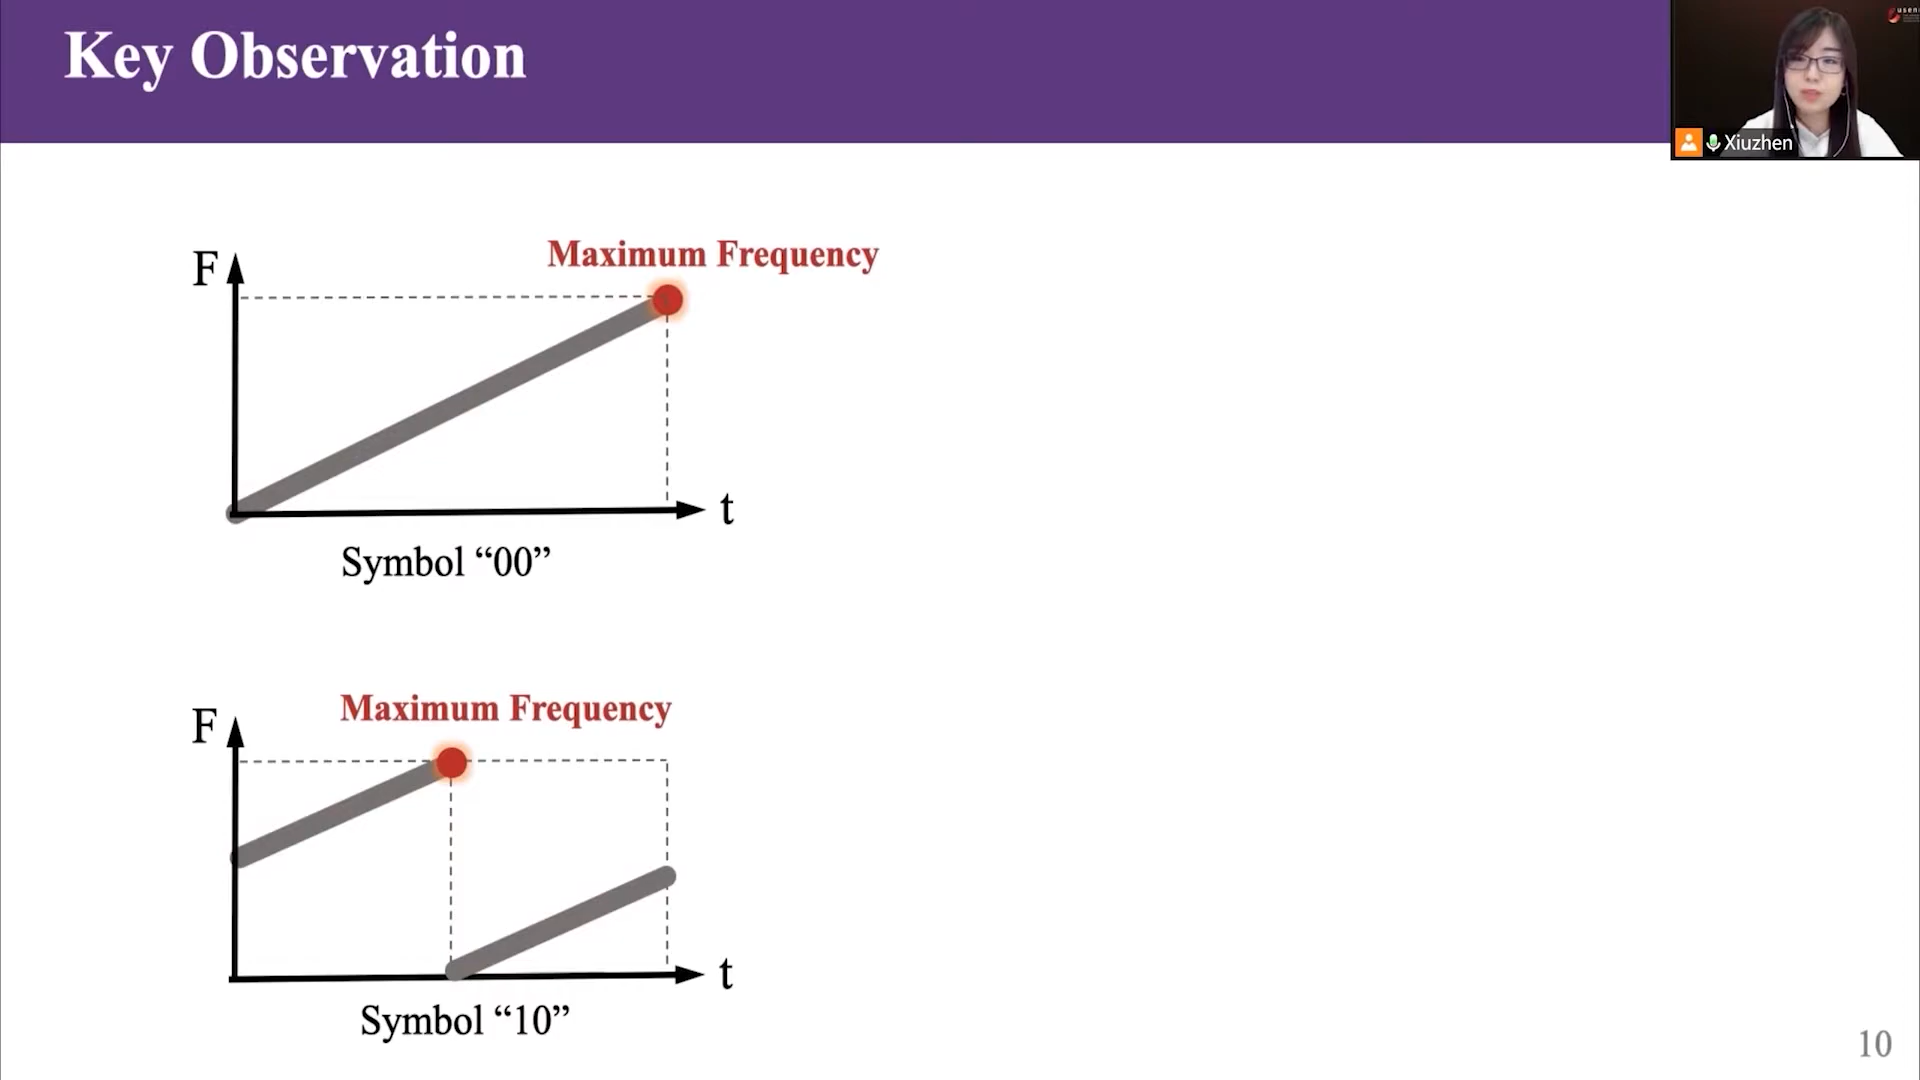 Key Observation
Xiuzhen
Maximum Frequency
F
t
Symbol “00”
Maximum Frequency
F
t
Symbol “10”
10